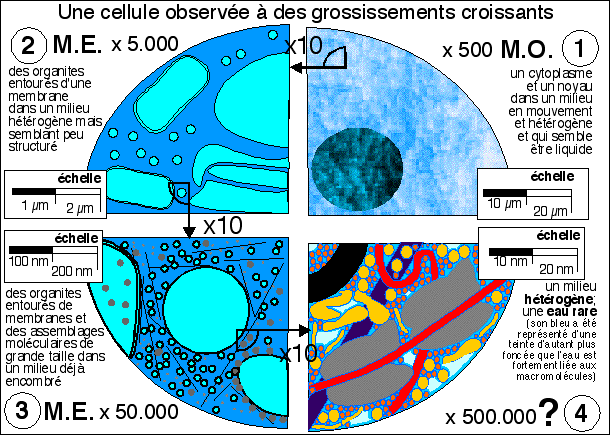 Une cellule observée à des grossissements croissants
2 M.E. x 5.000
des organites
entourés d'une
membrane
dans un milieu
hétérogène mais
semblant peu
structuré
échelle
1 µm
2 µm
x10
x 500 M.O. 1
un cytoplasme
et un noyau
dans un milieu
en mouvement
et hétérogène
et qui semble
être liquide
échelle
10 µm
20 µm
x10
échelle
100 nm
200 nm
des organites
entourés de
membranes et
des assemblages
moléculaires de
grande taille dans
un milieu déjà
encombré
3 M.E. x 50.000
x10
échelle
10 nm
20 nm
un milieu
hétérogène;
une eau rare
(son bleu a été
représenté d'une
teinte d'autant plus
foncée que l'eau est
fortement liée aux
macromolécules)
x 500.000 ? 4